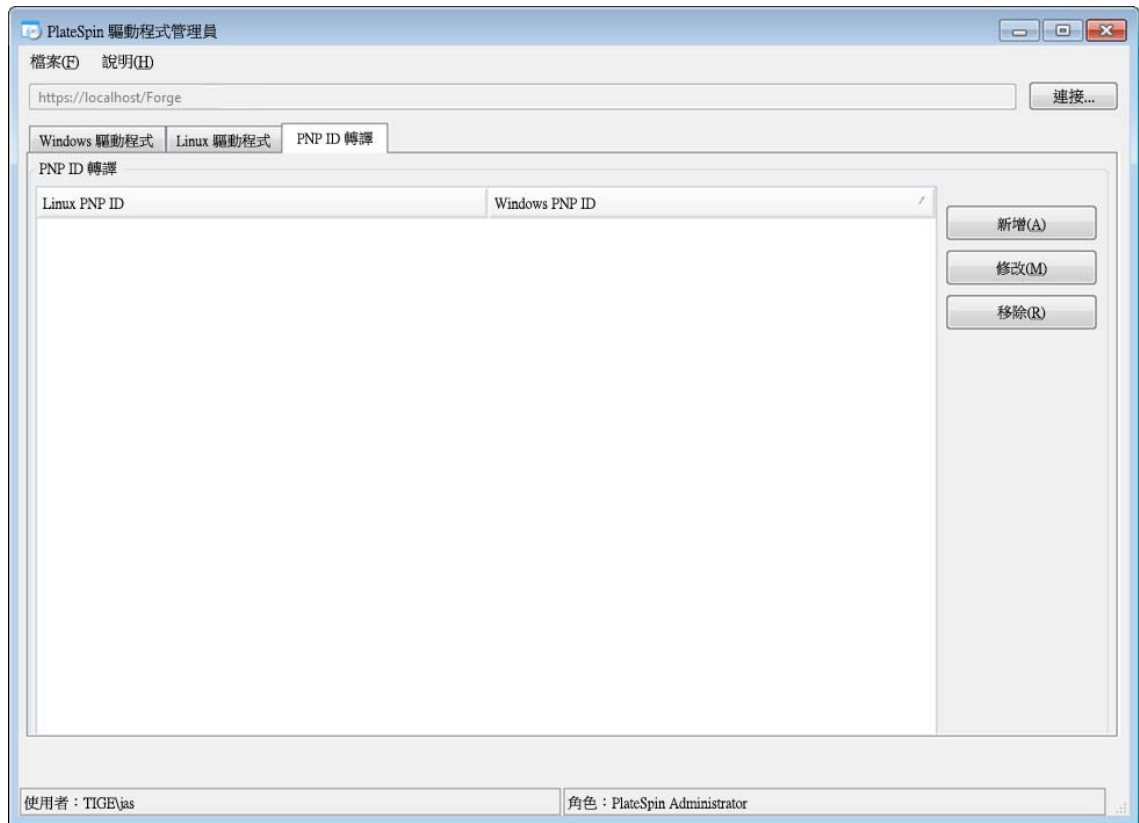 PlateSpin 驅動程式管理員
檔案(F) 說明(H)
https://localhost/Forge 連接...
Windows 驅動程式 Linux 驅動程式 PNP ID 轉譯
PNP ID 轉譯
Linux PNP ID Windows PNP ID
新增(A)
修改(M)
移除(R)
使用者：TIGE\jas 角色：PlateSpin Administrator